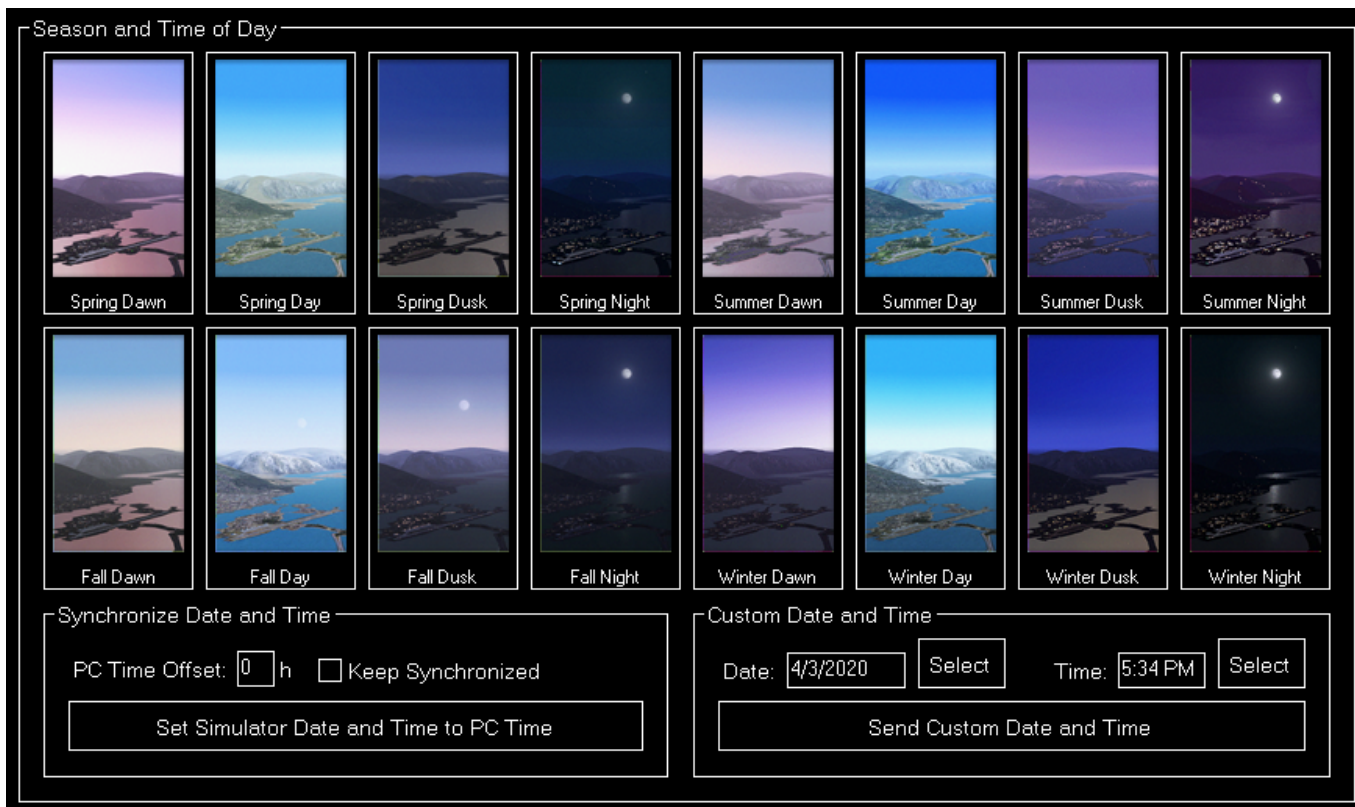 Season and Time of Day
Spring Dawn
Spring Day
Spring Dusk
Spring Night
Summer Dawn
Summer Day
Summer Dusk
Summer Night
Fall Dawn
Fall Day
Fall Dusk
Fall Night
Winter Dawn
Winter Day
Winter Dusk
Winter Night
Synchronize Date and Time
PC Time Offset: 0 h Keep Synchronized
Set Simulator Date and Time to PC Time
Custom Date and Time
Date: 4/3/2020 Select Time: 5:34 PM Select
Send Custom Date and Time